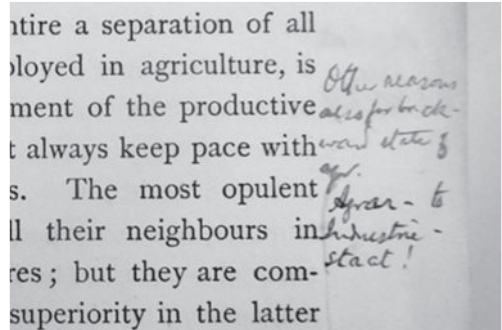 ntire a separation of all
ployed in agriculture, is
ment of the productive
t always keep pace with
s. The most opulent
ll their neighbours in
res; but they are com-
superiority in the latter
Other reasons
also for back-
ward state of
agr.
Agrar- to
Industrie-
staat!